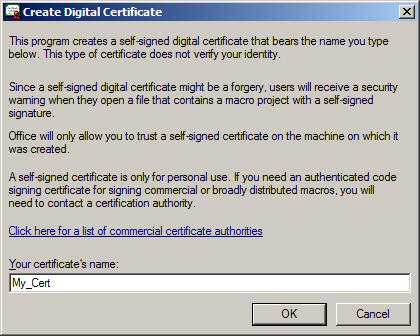 Create Digital Certificate
This program creates a self-signed digital certificate that bears the name you type
below. This type of certificate does not verify your identity.
Since a self-signed digital certificate might be a forgery, users will receive a security
warning when they open a file that contains a macro project with a self-signed
signature.
Office will only allow you to trust a self-signed certificate on the machine on which it
was created.
A self-signed certificate is only for personal use. If you need an authenticated code
signing certificate for signing commercial or broadly distributed macros, you will
need to contact a certification authority.
Click here for a list of commercial certificate authorities
Your certificate's name:
My_Cert
OK Cancel